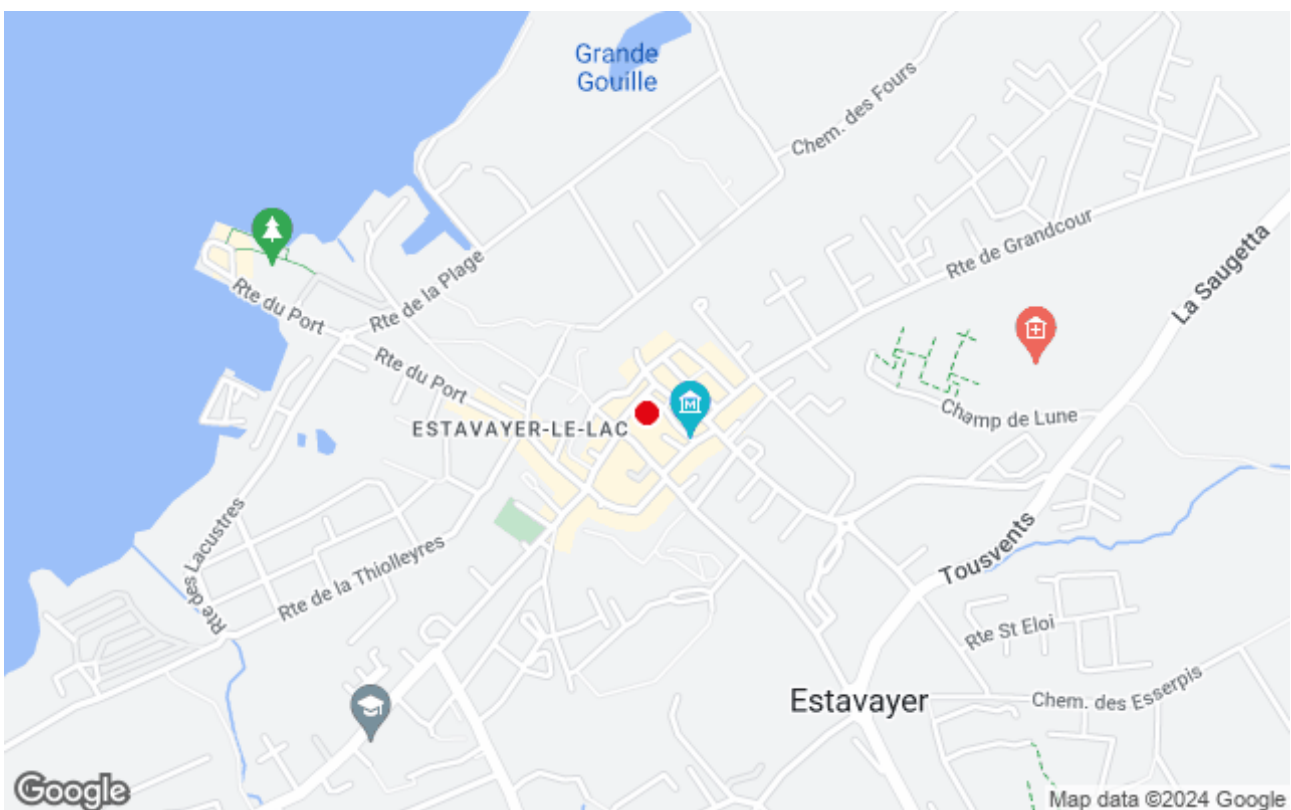 Grande
Gouille
Chem. des Fours
Rte de Grandcour
La Saugetta
Rte de la Plage
Rte du Port
Rte du Port
ESTAVAYER-LE-LAC
M
Champ de Lune
Rte des Lacustres
Rte de la Thiolleyres
Tousvents
Rte St Eloi
Estavayer
Chem. des Esserpis
Google
Map data ©2024 Google